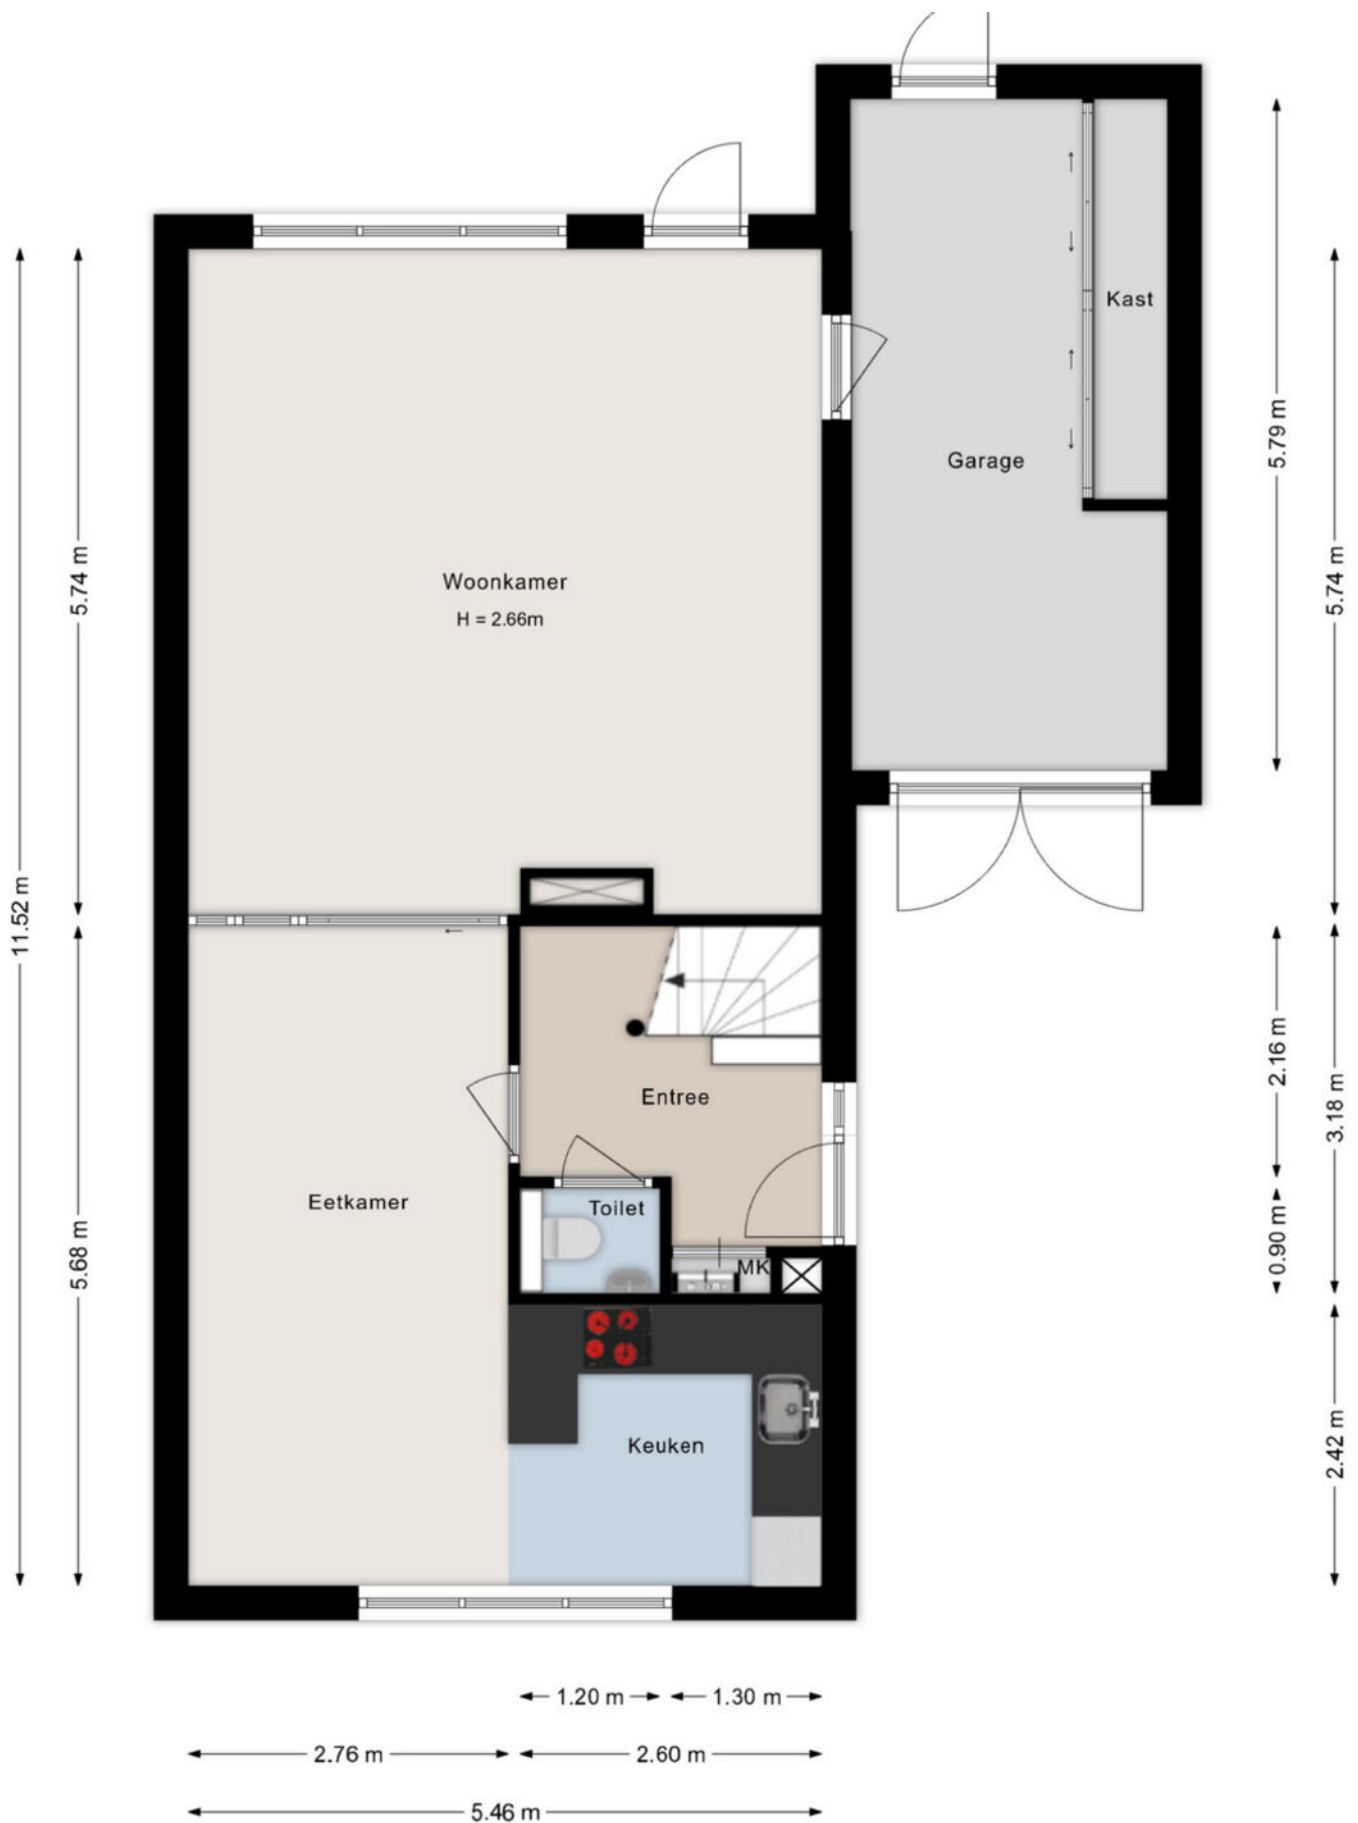 Kast
Garage
5.79 m
5.74 m
Woonkamer
H = 2.66m
5.74 m
11.52 m
Entree
2.16 m
3.18 m
Toilet
Eetkamer
5.68 m
0.90 m
MK
Keuken
2.42 m
1.20 m
1.30 m
2.76 m
2.60 m
5.46 m